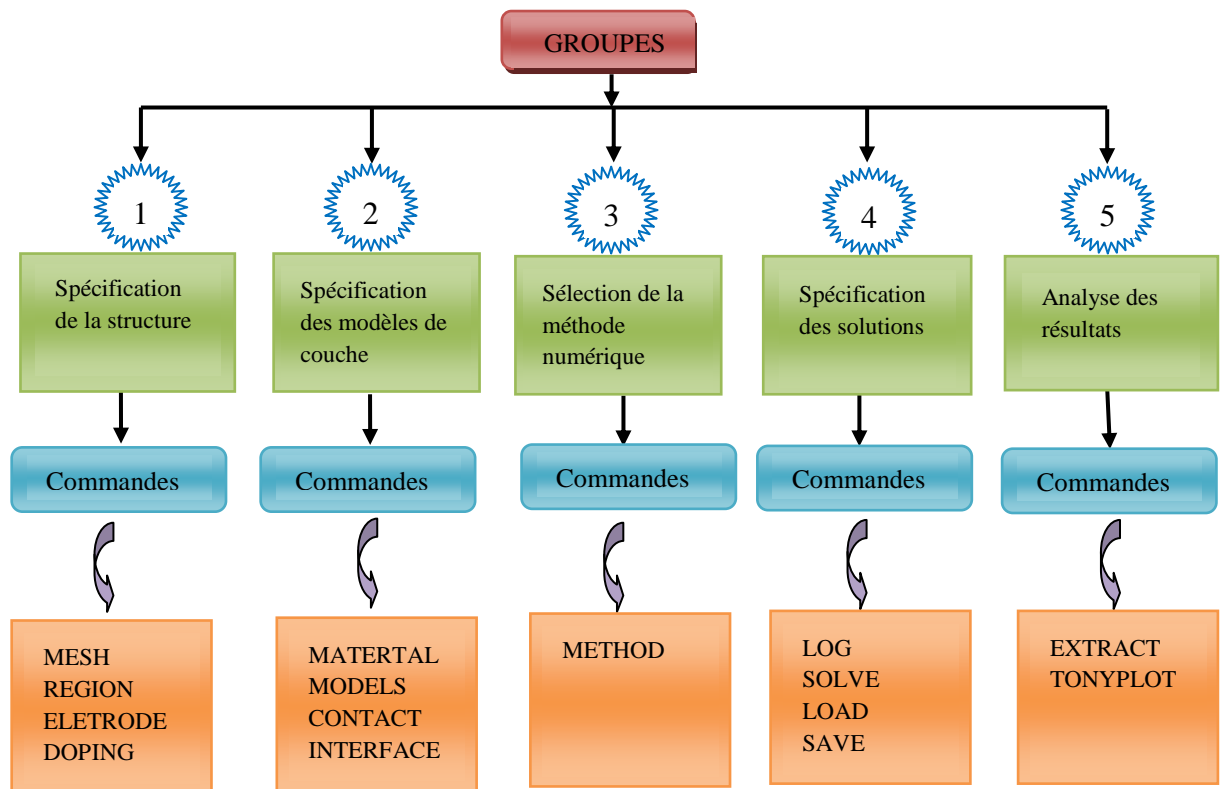 GROUPES
1
2
3
4
5
Spécification
de la structure
Spécification
des modèles de
couche
Sélection de la
méthode
numérique
Spécification
des solutions
Analyse des
résultats
Commandes
Commandes
Commandes
Commandes
Commandes
MESH
REGION
ELETRODE
DOPING
MATERTAL
MODELS
CONTACT
INTERFACE
METHOD
LOG
SOLVE
LOAD
SAVE
EXTRACT
TONYPLOT